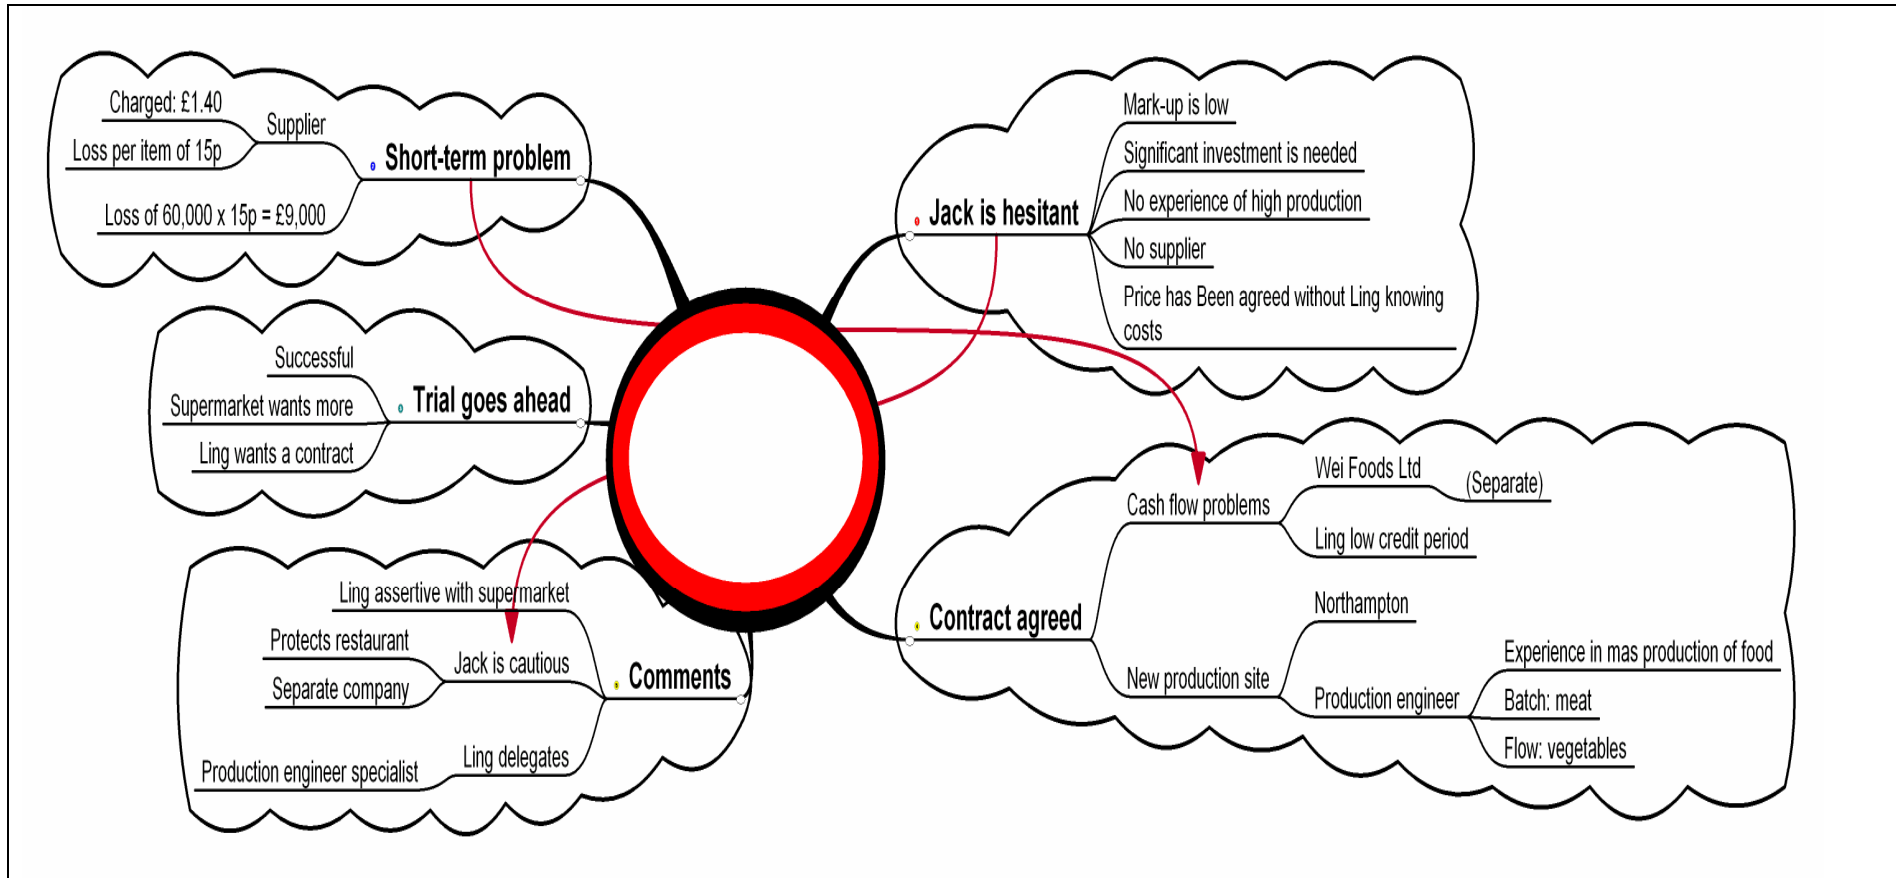 Charged: £1.40
Loss per item of 15p
Supplier
Loss of 60,000 x 15p = £9,000
Short-term problem
Successful
Supermarket wants more
Ling wants a contract
Trial goes ahead
Ling assertive with supermarket
Protects restaurant
Separate company
Jack is cautious
Production engineer specialist
Ling delegates
Comments
Jack is hesitant
Mark-up is low
Significant investment is needed
No experience of high production
No supplier
Price has Been agreed without Ling knowing
costs
Contract agreed
Cash flow problems
Wei Foods Ltd
(Separate)
Ling low credit period
New production site
Northampton
Production engineer
Experience in mas production of food
Batch: meat
Flow: vegetables